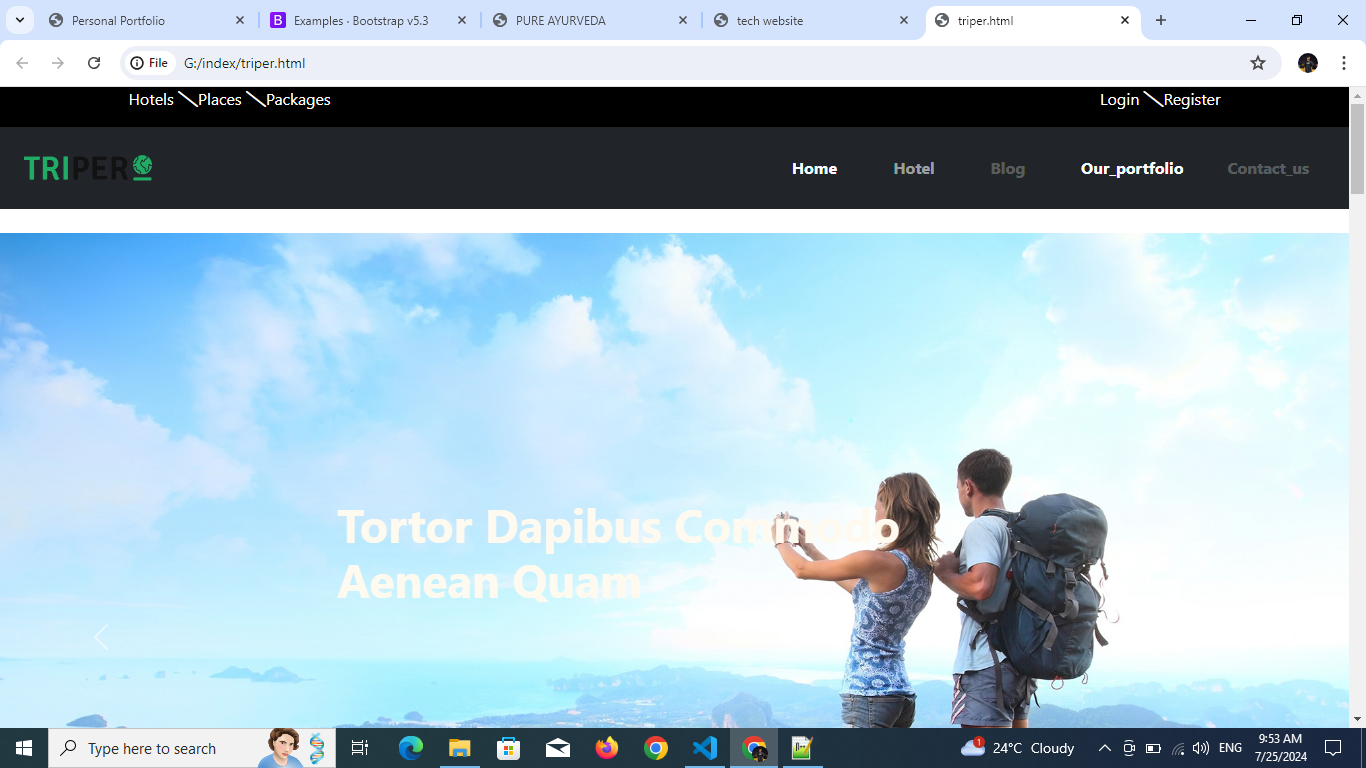 Personal Portfolio
Examples · Bootstrap v5.3
PURE AYURVEDA
tech website
triper.html
File G:/index/triper.html
Hotels Places Packages Login Register
TRIPER Home Hotel Blog Our_portfolio Contact_us
Tortor Dapibus Commodo
Aenean Quam
Type here to search
1
24°C Cloudy
ENG
9:53 AM
7/25/2024